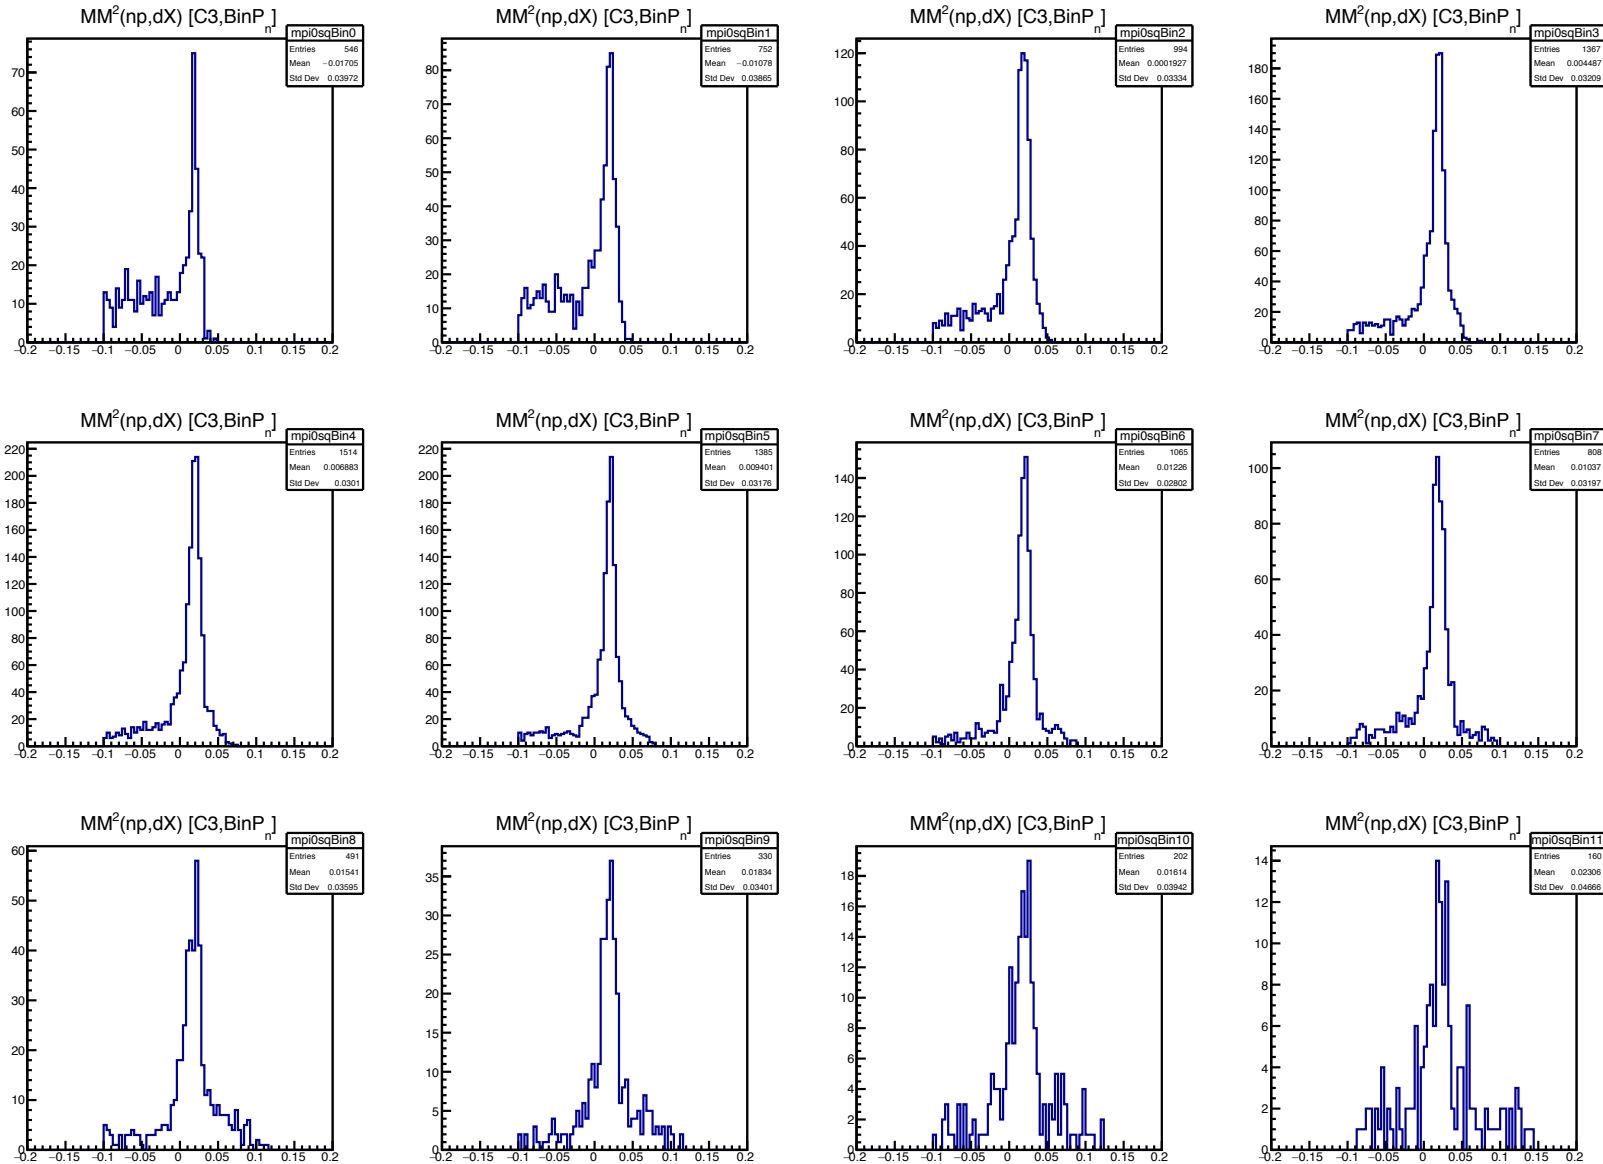 MM²(np,dX) [C3,BinPₙ]
mpi0sqBin0
Entries 546
Mean −0.01705
Std Dev 0.03972
70
60
50
40
30
20
10
0
−0.2 −0.15 −0.1 −0.05 0 0.05 0.1 0.15 0.2
MM²(np,dX) [C3,BinPₙ]
mpi0sqBin1
Entries 752
Mean −0.01078
Std Dev 0.03865
80
70
60
50
40
30
20
10
0
−0.2 −0.15 −0.1 −0.05 0 0.05 0.1 0.15 0.2
MM²(np,dX) [C3,BinPₙ]
mpi0sqBin2
Entries 994
Mean 0.0001927
Std Dev 0.03334
120
100
80
60
40
20
0
−0.2 −0.15 −0.1 −0.05 0 0.05 0.1 0.15 0.2
MM²(np,dX) [C3,BinPₙ]
mpi0sqBin3
Entries 1367
Mean 0.004487
Std Dev 0.03209
180
160
140
120
100
80
60
40
20
0
−0.2 −0.15 −0.1 −0.05 0 0.05 0.1 0.15 0.2
MM²(np,dX) [C3,BinPₙ]
mpi0sqBin4
Entries 1514
Mean 0.006883
Std Dev 0.0301
220
200
180
160
140
120
100
80
60
40
20
0
−0.2 −0.15 −0.1 −0.05 0 0.05 0.1 0.15 0.2
MM²(np,dX) [C3,BinPₙ]
mpi0sqBin5
Entries 1385
Mean 0.009401
Std Dev 0.03176
220
200
180
160
140
120
100
80
60
40
20
0
−0.2 −0.15 −0.1 −0.05 0 0.05 0.1 0.15 0.2
MM²(np,dX) [C3,BinPₙ]
mpi0sqBin6
Entries 1065
Mean 0.01226
Std Dev 0.02802
140
120
100
80
60
40
20
0
−0.2 −0.15 −0.1 −0.05 0 0.05 0.1 0.15 0.2
MM²(np,dX) [C3,BinPₙ]
mpi0sqBin7
Entries 808
Mean 0.01037
Std Dev 0.03197
100
80
60
40
20
0
−0.2 −0.15 −0.1 −0.05 0 0.05 0.1 0.15 0.2
MM²(np,dX) [C3,BinPₙ]
mpi0sqBin8
Entries 491
Mean 0.01541
Std Dev 0.03595
60
50
40
30
20
10
0
−0.2 −0.15 −0.1 −0.05 0 0.05 0.1 0.15 0.2
MM²(np,dX) [C3,BinPₙ]
mpi0sqBin9
Entries 330
Mean 0.01834
Std Dev 0.03401
35
30
25
20
15
10
5
0
−0.2 −0.15 −0.1 −0.05 0 0.05 0.1 0.15 0.2
MM²(np,dX) [C3,BinPₙ]
mpi0sqBin10
Entries 202
Mean 0.01614
Std Dev 0.03942
18
16
14
12
10
8
6
4
2
0
−0.2 −0.15 −0.1 −0.05 0 0.05 0.1 0.15 0.2
MM²(np,dX) [C3,BinPₙ]
mpi0sqBin11
Entries 160
Mean 0.02306
Std Dev 0.04666
14
12
10
8
6
4
2
0
−0.2 −0.15 −0.1 −0.05 0 0.05 0.1 0.15 0.2